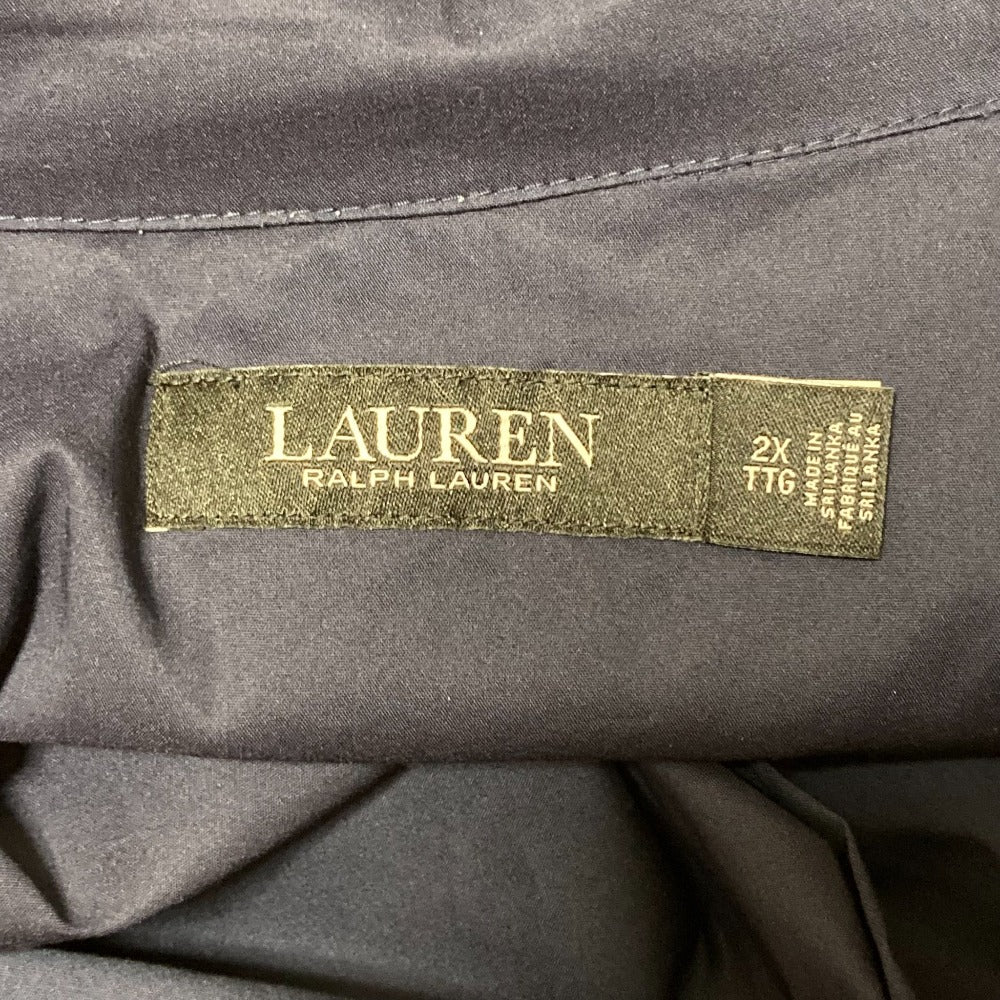 LAUREN
RALPH LAUREN
2X
TTG
MADE IN
SRI LANKA
FABRIQUÉ AU
SRI LANKA